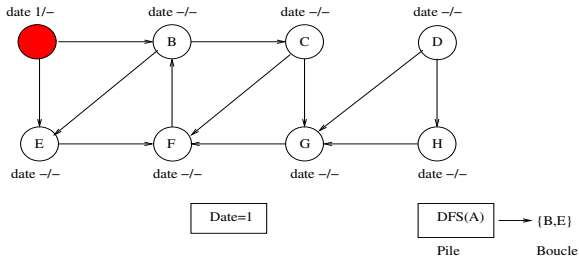 date 1/− date −/− date −/− date −/−
B C D
E F G H
date −/− date −/− date −/− date −/−
Date=1 DFS(A) {B,E}
Pile Boucle